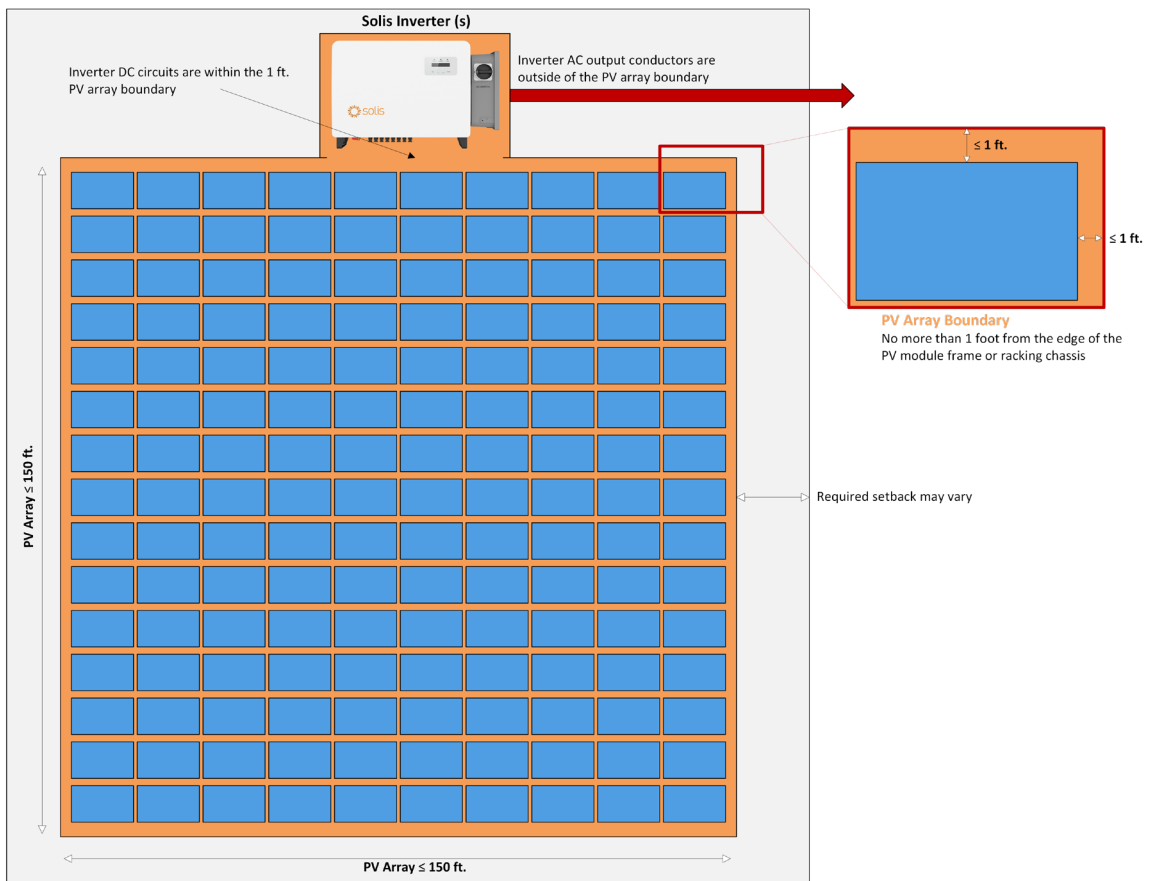 Solis Inverter (s)
Inverter DC circuits are within the 1 ft.
PV array boundary
Inverter AC output conductors are
outside of the PV array boundary
solis
≤ 1 ft.
≤ 1 ft.
PV Array Boundary
No more than 1 foot from the edge of the
PV module frame or racking chassis
PV Array ≤ 150 ft.
Required setback may vary
PV Array ≤ 150 ft.